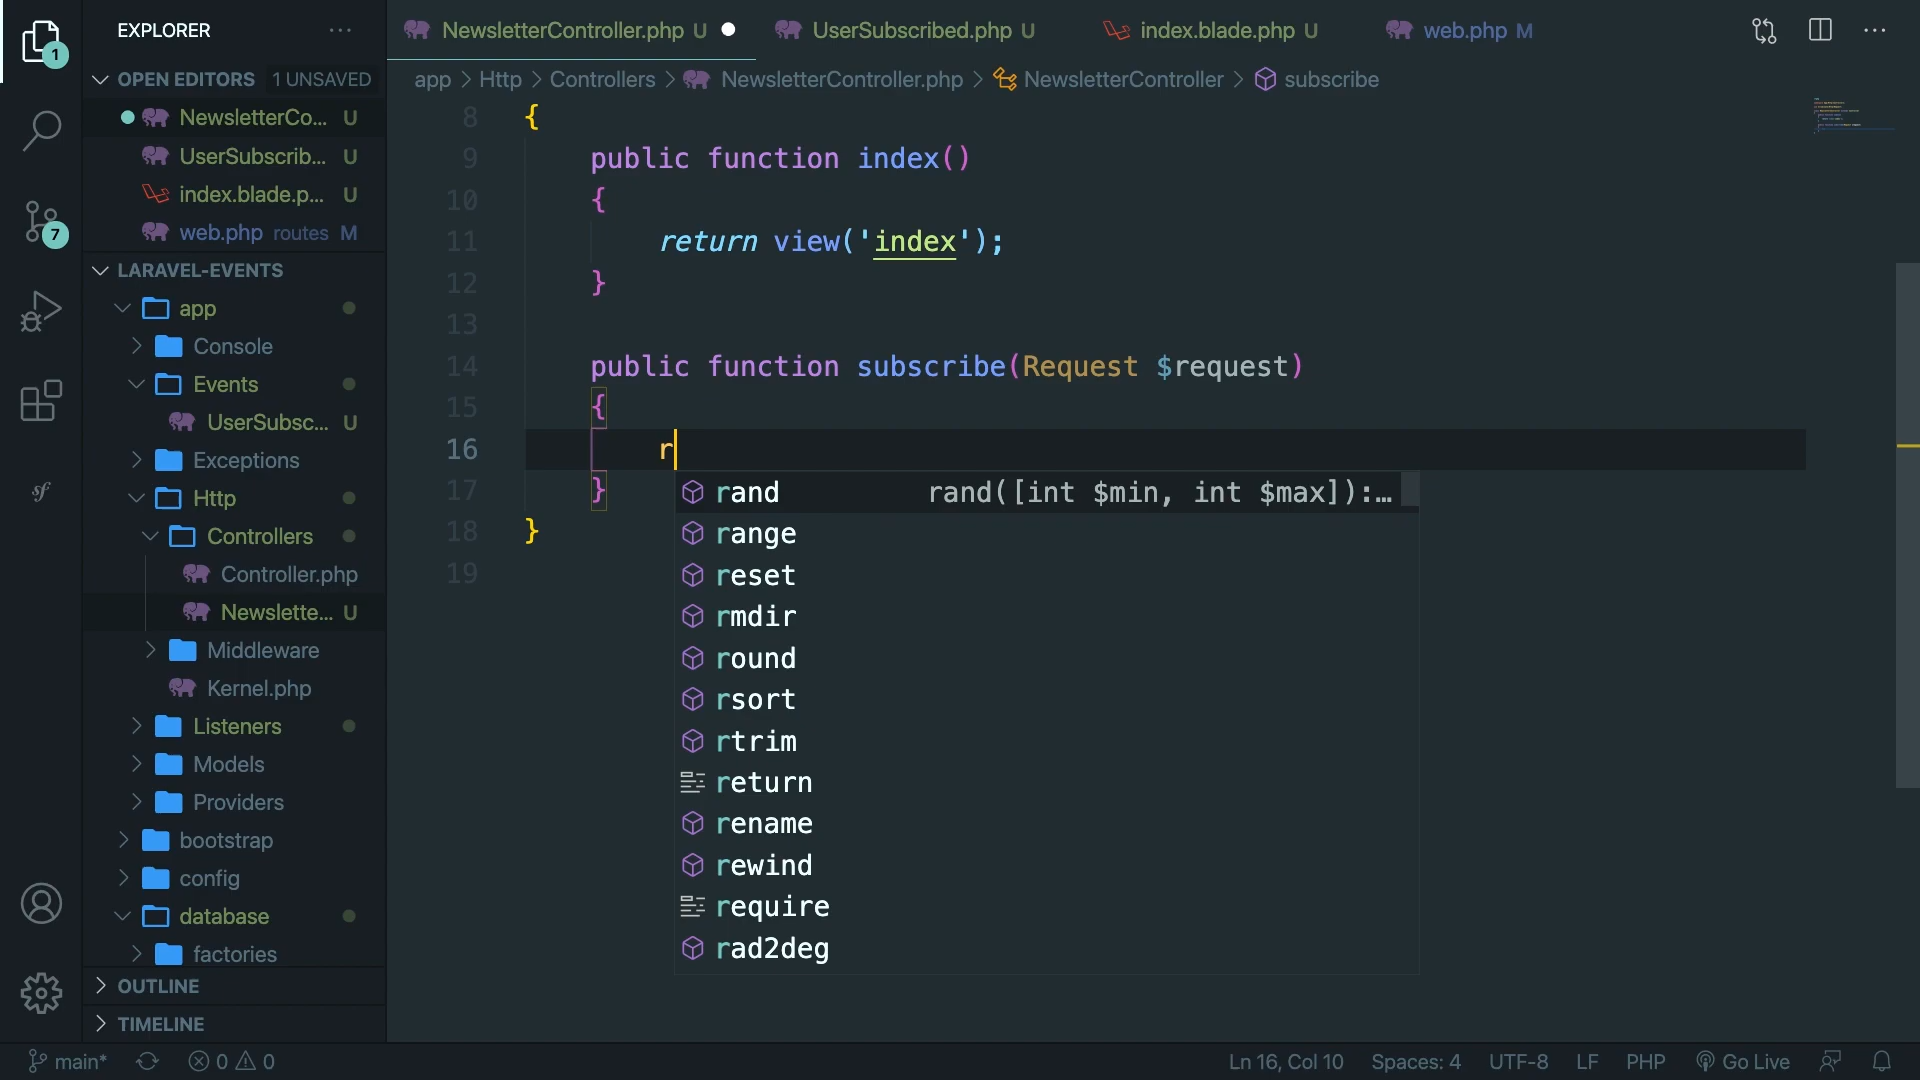 EXPLORER
1
OPEN EDITORS 1 UNSAVED
NewsletterCo... U
UserSubscrib... U
index.blade.p... U
web.php routes M
7
LARAVEL-EVENTS
app
Console
Events
UserSubsc... U
Exceptions
Http
Controllers
Controller.php
Newslette... U
Middleware
Kernel.php
Listeners
Models
Providers
bootstrap
config
database
factories
OUTLINE
TIMELINE
NewsletterController.php U
UserSubscribed.php U
index.blade.php U
web.php M
app > Http > Controllers > NewsletterController.php > NewsletterController > subscribe
8 {
9 public function index()
10 {
11 return view('index');
12 }
13
14 public function subscribe(Request $request)
15 {
16 r
17 }
18 }
19
rand rand([int $min, int $max]):…
range
reset
rmdir
round
rsort
rtrim
return
rename
rewind
require
rad2deg
main* 0 0 Ln 16, Col 10 Spaces: 4 UTF-8 LF PHP Go Live